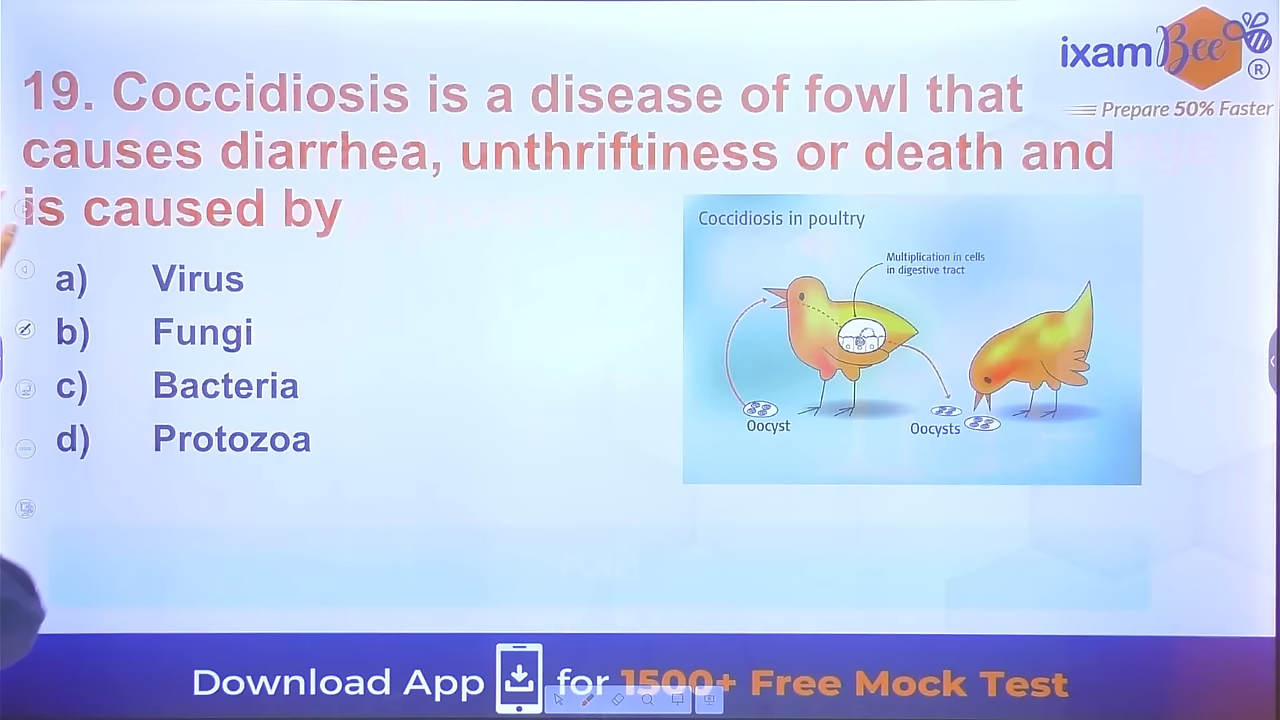 ixamBee
R
Prepare 50% Faster
19. Coccidiosis is a disease of fowl that
causes diarrhea, unthriftiness or death and
is caused by
a) Virus
b) Fungi
c) Bacteria
d) Protozoa
Coccidiosis in poultry
Multiplication in cells
in digestive tract
Oocyst
Oocysts
Download App for 1500+ Free Mock Test